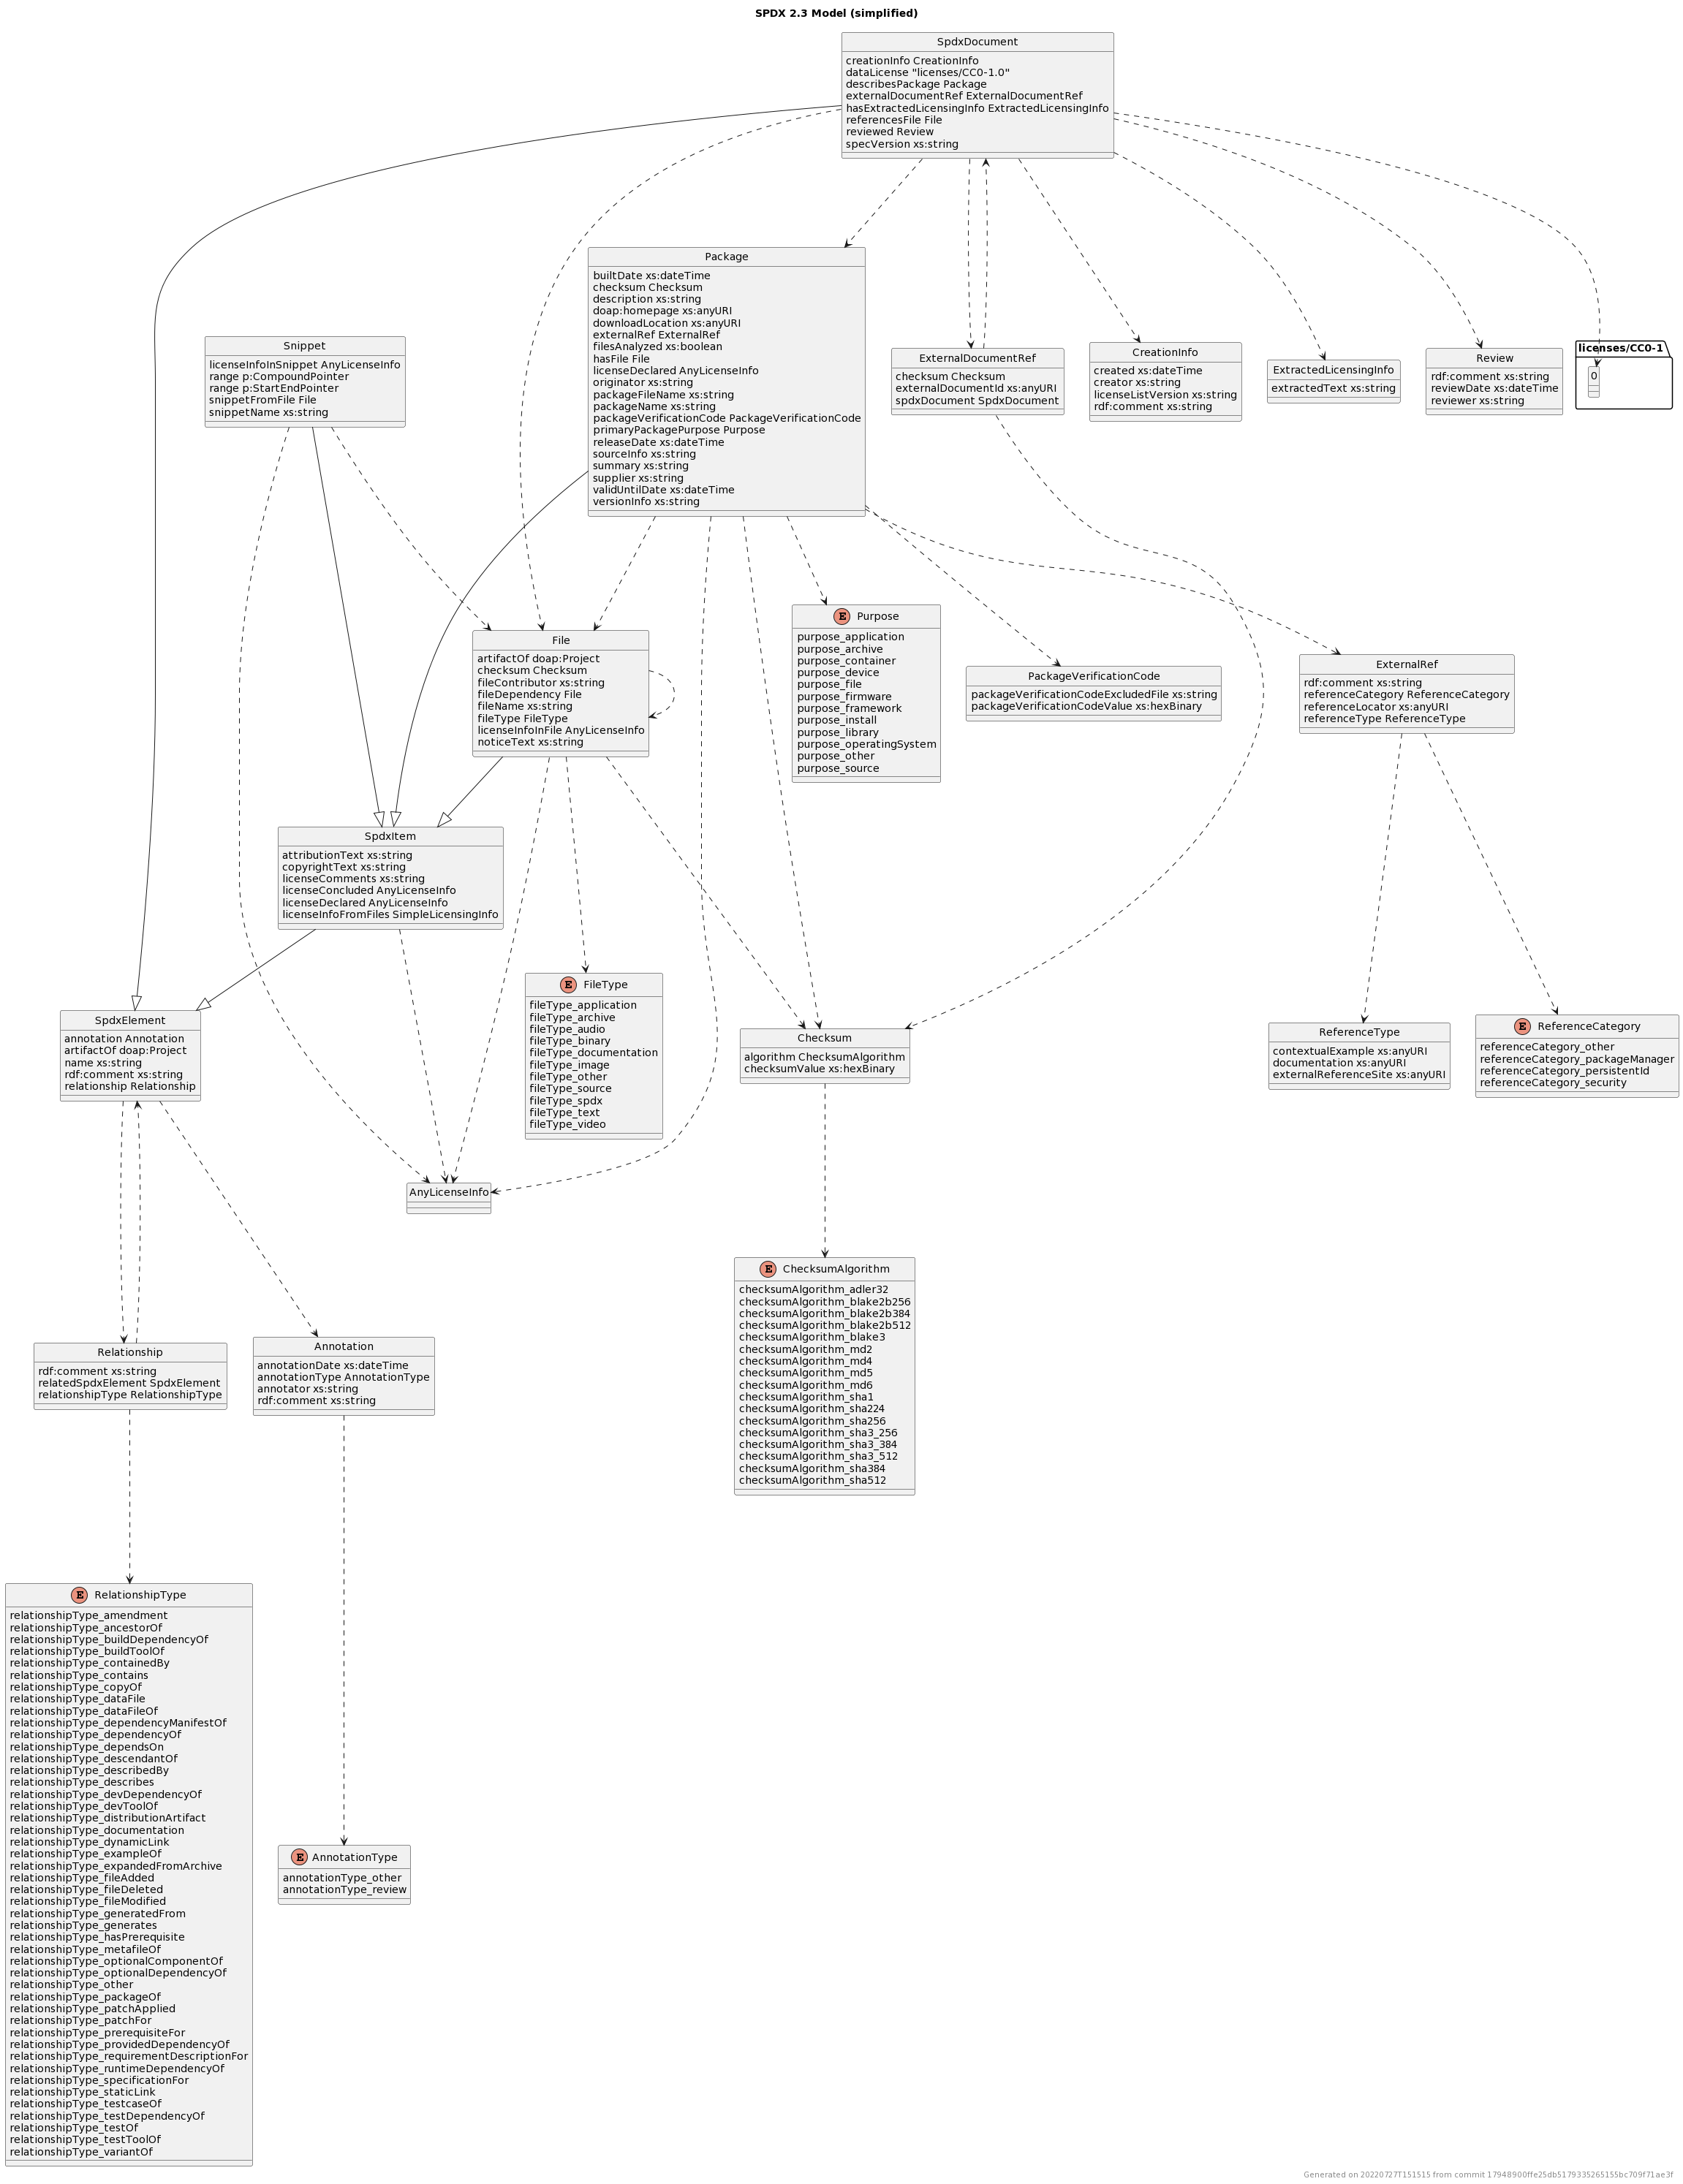 SPDX 2.3 Model (simplified)
SpdxDocument
creationInfo CreationInfo
dataLicense "licenses/CC0-1.0"
describesPackage Package
externalDocumentRef ExternalDocumentRef
hasExtractedLicensingInfo ExtractedLicensingInfo
referencesFile File
reviewed Review
specVersion xs:string
Package
builtDate xs:dateTime
checksum Checksum
description xs:string
doap:homepage xs:anyURI
downloadLocation xs:anyURI
externalRef ExternalRef
filesAnalyzed xs:boolean
hasFile File
licenseDeclared AnyLicenseInfo
originator xs:string
packageFileName xs:string
packageName xs:string
packageVerificationCode PackageVerificationCode
primaryPackagePurpose Purpose
releaseDate xs:dateTime
sourceInfo xs:string
summary xs:string
supplier xs:string
validUntilDate xs:dateTime
versionInfo xs:string
Snippet
licenseInfoInSnippet AnyLicenseInfo
range p:CompoundPointer
range p:StartEndPointer
snippetFromFile File
snippetName xs:string
ExternalDocumentRef
checksum Checksum
externalDocumentId xs:anyURI
spdxDocument SpdxDocument
CreationInfo
created xs:dateTime
creator xs:string
licenseListVersion xs:string
rdf:comment xs:string
ExtractedLicensingInfo
extractedText xs:string
Review
rdf:comment xs:string
reviewDate xs:dateTime
reviewer xs:string
licenses/CC0-1
0
File
artifactOf doap:Project
checksum Checksum
fileContributor xs:string
fileDependency File
fileName xs:string
fileType FileType
licenseInfoInFile AnyLicenseInfo
noticeText xs:string
E Purpose
purpose_application
purpose_archive
purpose_container
purpose_device
purpose_file
purpose_firmware
purpose_framework
purpose_install
purpose_library
purpose_operatingSystem
purpose_other
purpose_source
PackageVerificationCode
packageVerificationCodeExcludedFile xs:string
packageVerificationCodeValue xs:hexBinary
ExternalRef
rdf:comment xs:string
referenceCategory ReferenceCategory
referenceLocator xs:anyURI
referenceType ReferenceType
SpdxItem
attributionText xs:string
copyrightText xs:string
licenseComments xs:string
licenseConcluded AnyLicenseInfo
licenseDeclared AnyLicenseInfo
licenseInfoFromFiles SimpleLicensingInfo
SpdxElement
annotation Annotation
artifactOf doap:Project
name xs:string
rdf:comment xs:string
relationship Relationship
E FileType
fileType_application
fileType_archive
fileType_audio
fileType_binary
fileType_documentation
fileType_image
fileType_other
fileType_source
fileType_spdx
fileType_text
fileType_video
Checksum
algorithm ChecksumAlgorithm
checksumValue xs:hexBinary
ReferenceType
contextualExample xs:anyURI
documentation xs:anyURI
externalReferenceSite xs:anyURI
E ReferenceCategory
referenceCategory_other
referenceCategory_packageManager
referenceCategory_persistentId
referenceCategory_security
AnyLicenseInfo
E ChecksumAlgorithm
checksumAlgorithm_adler32
checksumAlgorithm_blake2b256
checksumAlgorithm_blake2b384
checksumAlgorithm_blake2b512
checksumAlgorithm_blake3
checksumAlgorithm_md2
checksumAlgorithm_md4
checksumAlgorithm_md5
checksumAlgorithm_md6
checksumAlgorithm_sha1
checksumAlgorithm_sha224
checksumAlgorithm_sha256
checksumAlgorithm_sha3_256
checksumAlgorithm_sha3_384
checksumAlgorithm_sha3_512
checksumAlgorithm_sha384
checksumAlgorithm_sha512
Relationship
rdf:comment xs:string
relatedSpdxElement SpdxElement
relationshipType RelationshipType
Annotation
annotationDate xs:dateTime
annotationType AnnotationType
annotator xs:string
rdf:comment xs:string
E RelationshipType
relationshipType_amendment
relationshipType_ancestorOf
relationshipType_buildDependencyOf
relationshipType_buildToolOf
relationshipType_containedBy
relationshipType_contains
relationshipType_copyOf
relationshipType_dataFile
relationshipType_dataFileOf
relationshipType_dependencyManifestOf
relationshipType_dependencyOf
relationshipType_dependsOn
relationshipType_descendantOf
relationshipType_describedBy
relationshipType_describes
relationshipType_devDependencyOf
relationshipType_devToolOf
relationshipType_distributionArtifact
relationshipType_documentation
relationshipType_dynamicLink
relationshipType_exampleOf
relationshipType_expandedFromArchive
relationshipType_fileAdded
relationshipType_fileDeleted
relationshipType_fileModified
relationshipType_generatedFrom
relationshipType_generates
relationshipType_hasPrerequisite
relationshipType_metafileOf
relationshipType_optionalComponentOf
relationshipType_optionalDependencyOf
relationshipType_other
relationshipType_packageOf
relationshipType_patchApplied
relationshipType_patchFor
relationshipType_prerequisiteFor
relationshipType_providedDependencyOf
relationshipType_requirementDescriptionFor
relationshipType_runtimeDependencyOf
relationshipType_specificationFor
relationshipType_staticLink
relationshipType_testcaseOf
relationshipType_testDependencyOf
relationshipType_testOf
relationshipType_testToolOf
relationshipType_variantOf
E AnnotationType
annotationType_other
annotationType_review
Generated on 20220727T151515 from commit 17948900ffe25db5179335265155bc709f71ae3f